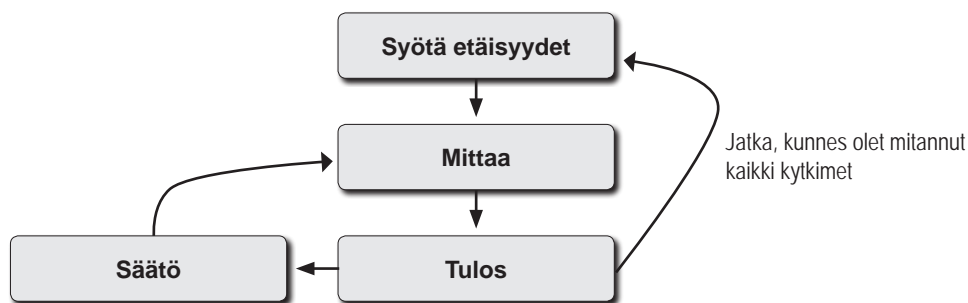 Syötä etäisyydet
Mittaa
Jatka, kunnes olet mitannut
kaikki kytkimet
Säätö
Tulos